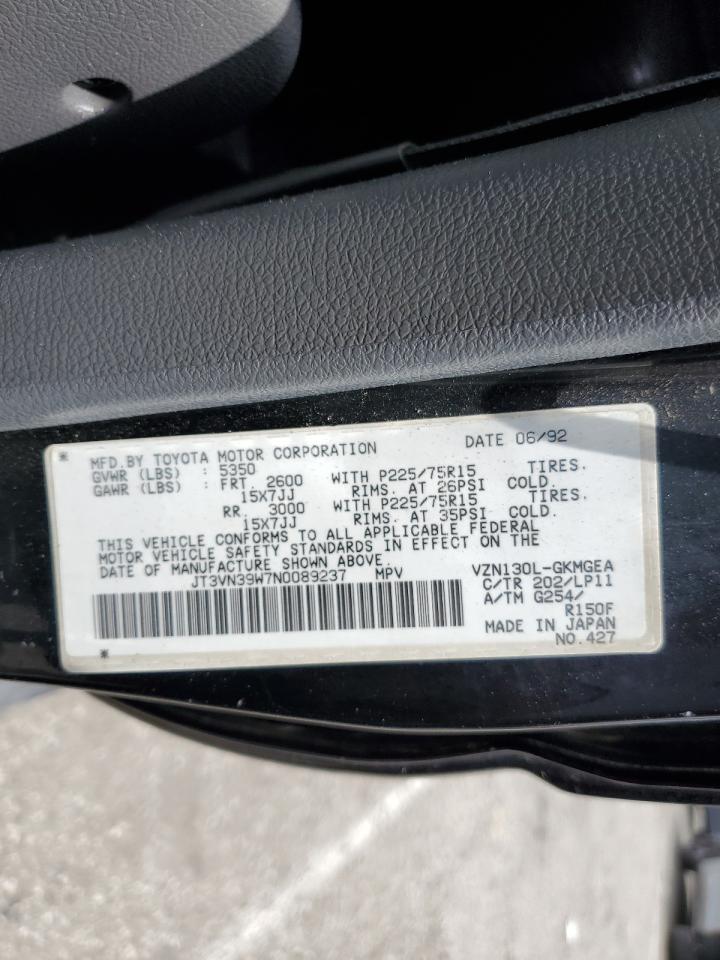 * MFD.BY TOYOTA MOTOR CORPORATION DATE 06/92
GVWR (LBS) : 5350
GAWR (LBS) : FRT. 2600 WITH P225/75R15 TIRES.
15X7JJ RIMS. AT 26PSI COLD.
RR. 3000 WITH P225/75R15 TIRES.
15X7JJ RIMS. AT 35PSI COLD.
THIS VEHICLE CONFORMS TO ALL APPLICABLE FEDERAL
MOTOR VEHICLE SAFETY STANDARDS IN EFFECT ON THE
DATE OF MANUFACTURE SHOWN ABOVE.
JT3VN39W7N0089237 MPV VZN130L-GKMGEA
C/TR 202/LP11
A/TM G254/
R150F
MADE IN JAPAN
* NO.427